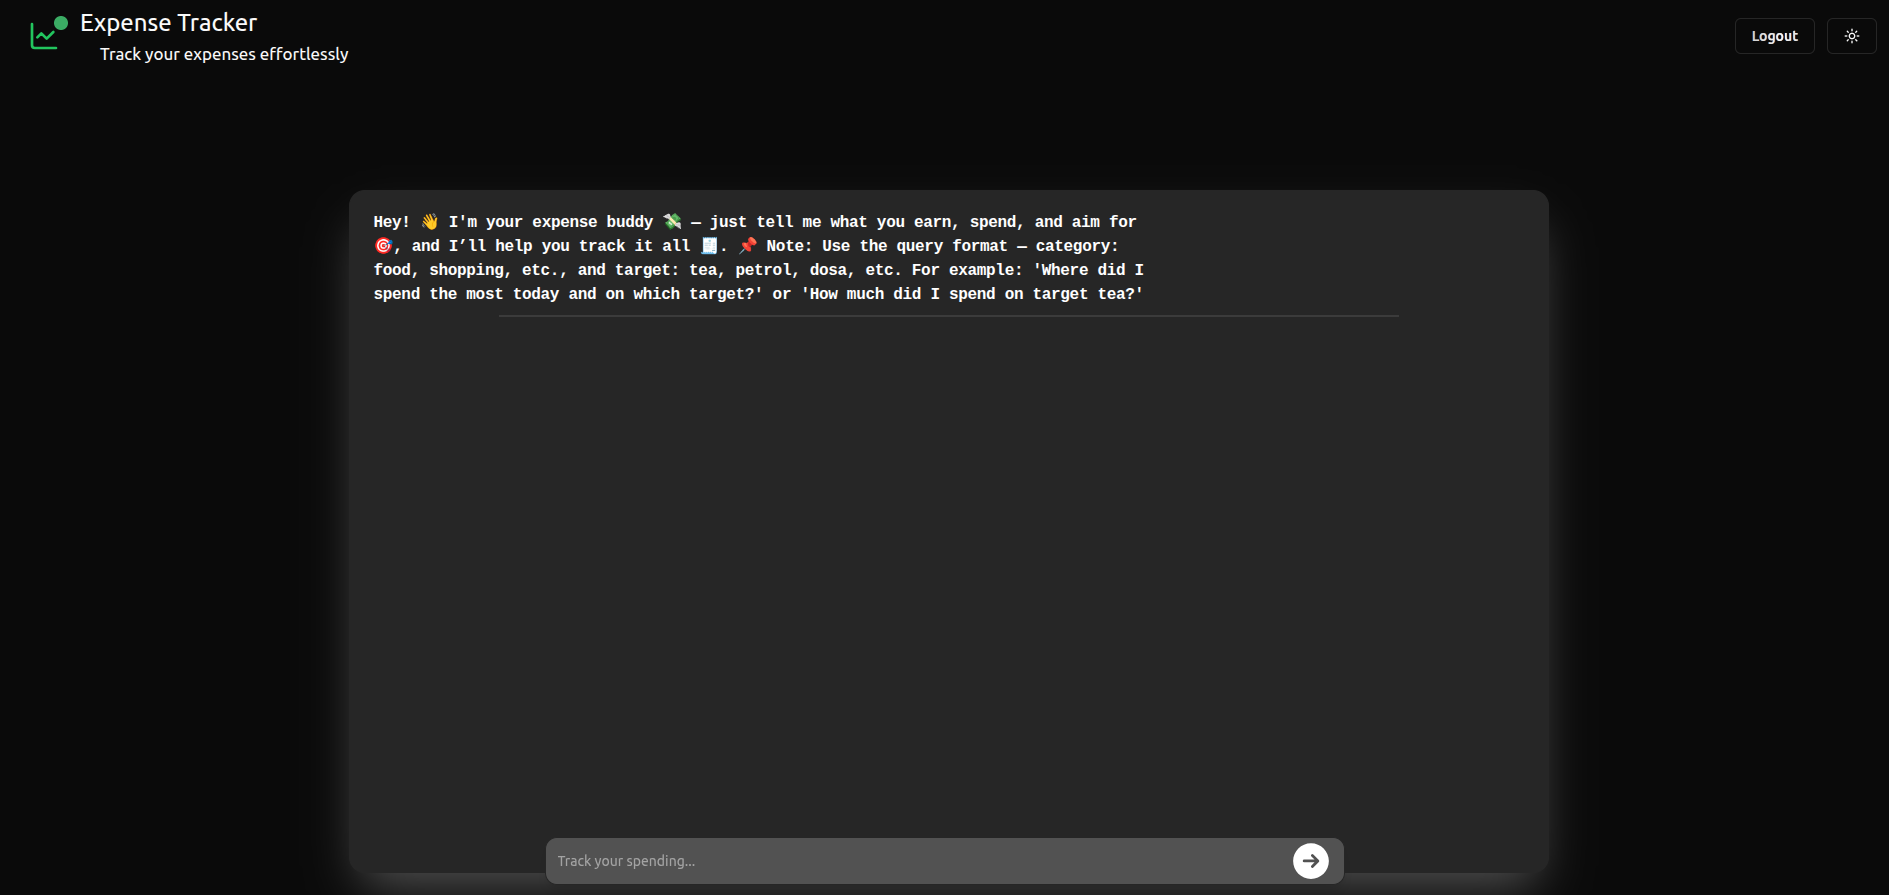 Expense Tracker
Track your expenses effortlessly
Logout
Hey! 👋 I'm your expense buddy 💸 — just tell me what you earn, spend, and aim for
🎯, and I’ll help you track it all 🧾. 📌 Note: Use the query format — category:
food, shopping, etc., and target: tea, petrol, dosa, etc. For example: 'Where did I
spend the most today and on which target?' or 'How much did I spend on target tea?'
Track your spending...